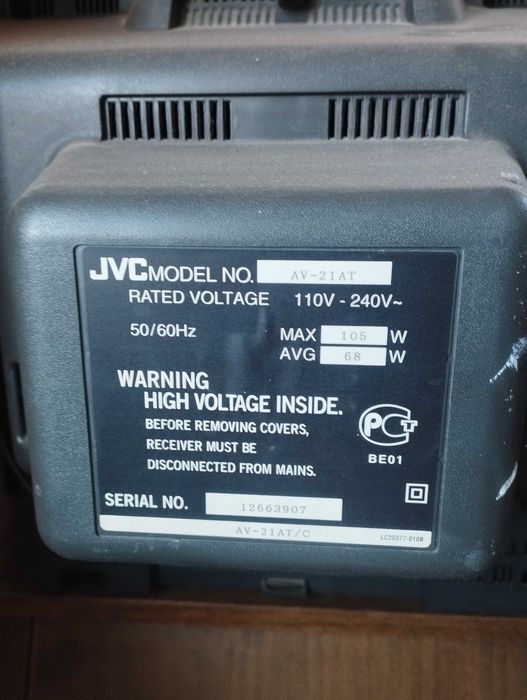 JVC MODEL NO. AV-21AT
RATED VOLTAGE 110V - 240V~
50/60Hz MAX 105 W
AVG 68 W
WARNING
HIGH VOLTAGE INSIDE.
BEFORE REMOVING COVERS,
RECEIVER MUST BE
DISCONNECTED FROM MAINS.
РСТ
BE01
SERIAL NO. 12663907
AV-21AT/C
LC20377-010B